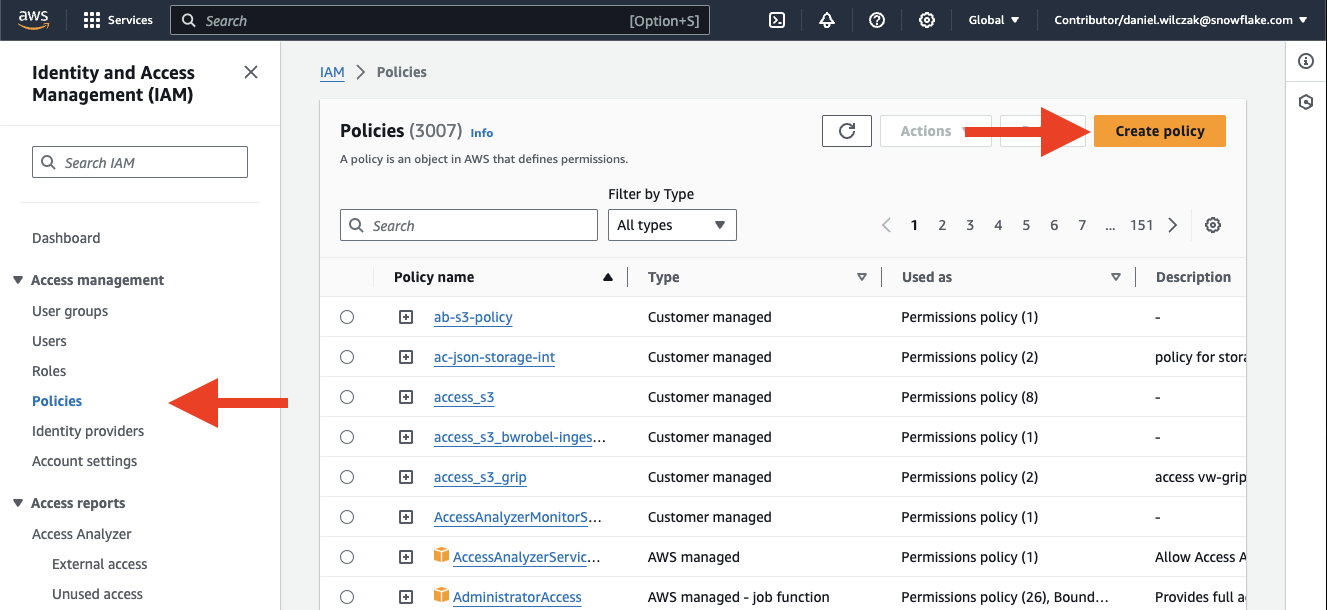 aws
Services
Search
[Option+S]
Global
Contributor/daniel.wilczak@snowflake.com
Identity and Access
Management (IAM)
Search IAM
Dashboard
Access management
User groups
Users
Roles
Policies
Identity providers
Account settings
Access reports
Access Analyzer
External access
Unused access
IAM > Policies
Policies (3007) Info
A policy is an object in AWS that defines permissions.
Actions
Create policy
Filter by Type
Search
All types
1 2 3 4 5 6 7 ... 151
Policy name Type Used as Description
ab-s3-policy Customer managed Permissions policy (1) -
ac-json-storage-int Customer managed Permissions policy (2) policy for stora
access_s3 Customer managed Permissions policy (8) -
access_s3_bwrobel-inges... Customer managed Permissions policy (1) -
access_s3_grip Customer managed Permissions policy (2) access vw-grip
AccessAnalyzerMonitorS... Customer managed Permissions policy (1) -
AccessAnalyzerServic... AWS managed Permissions policy (1) Allow Access A
AdministratorAccess AWS managed - job function Permissions policy (26), Bound... Provides full a